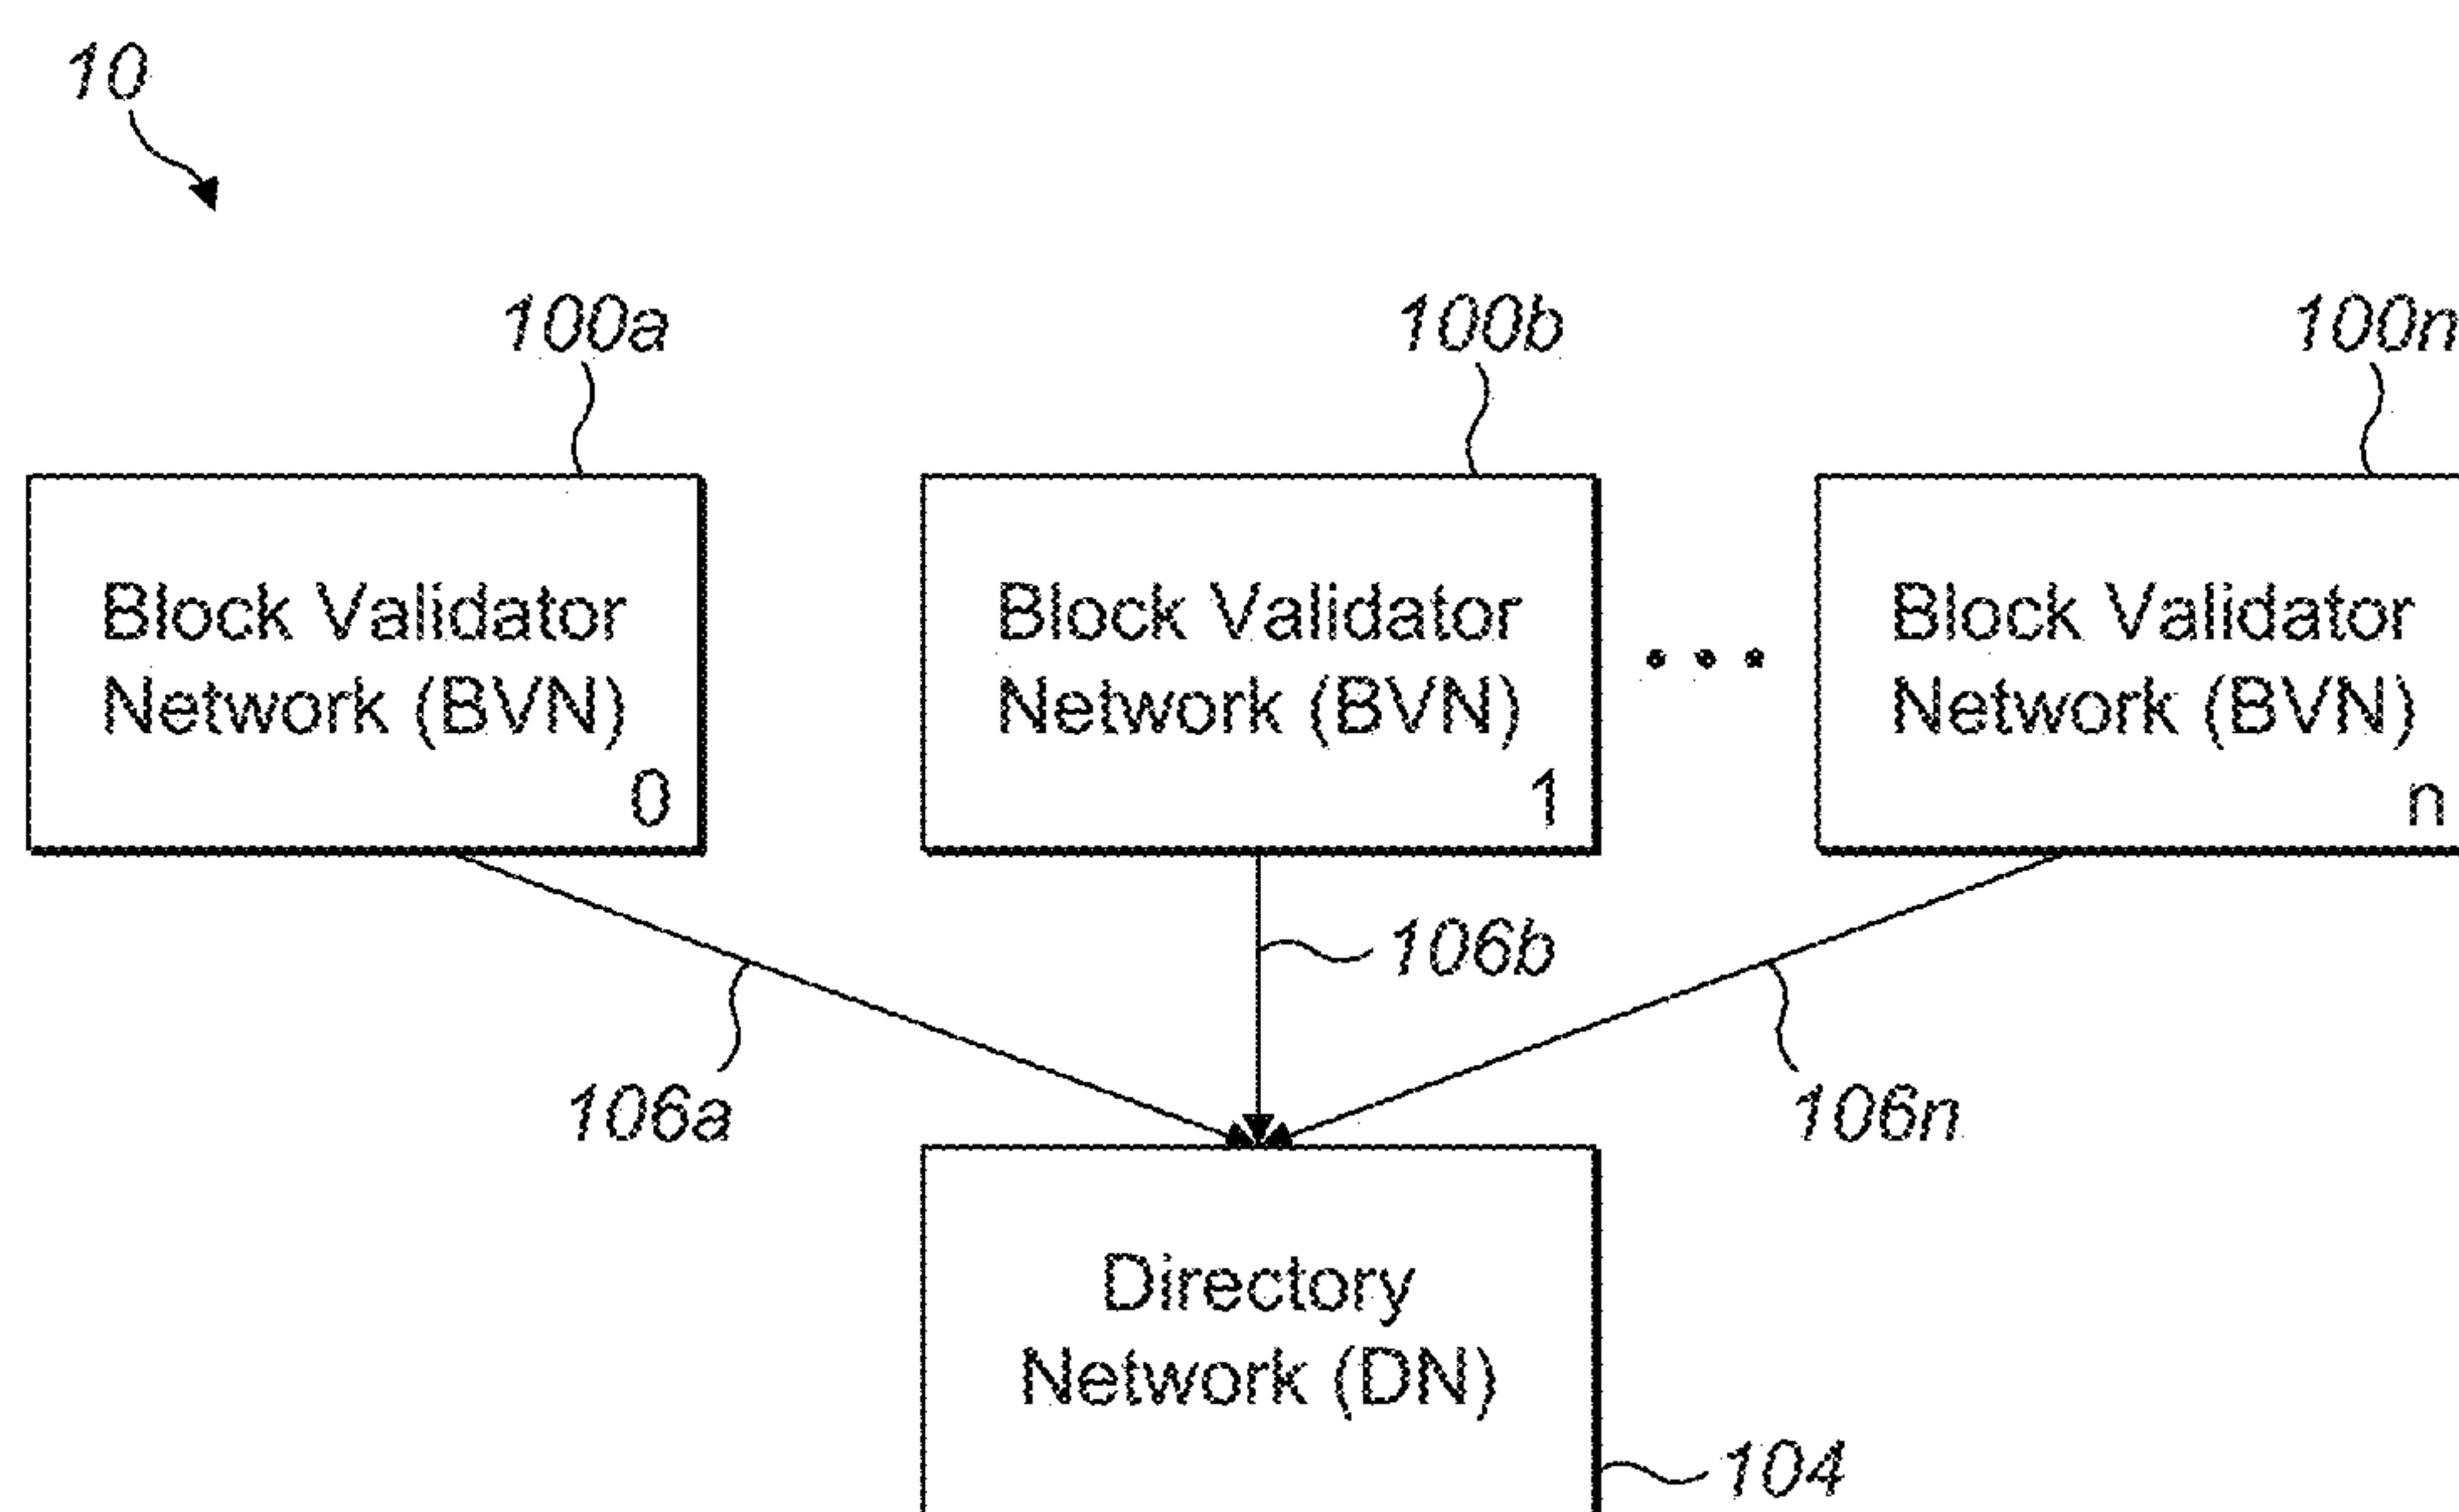 10
100a
100b
100n
Block Validator
Network (BVN)
0
Block Validator
Network (BVN)
1
Block Validator
Network (BVN)
n
106b
106a
106n
Directory
Network (DN)
104